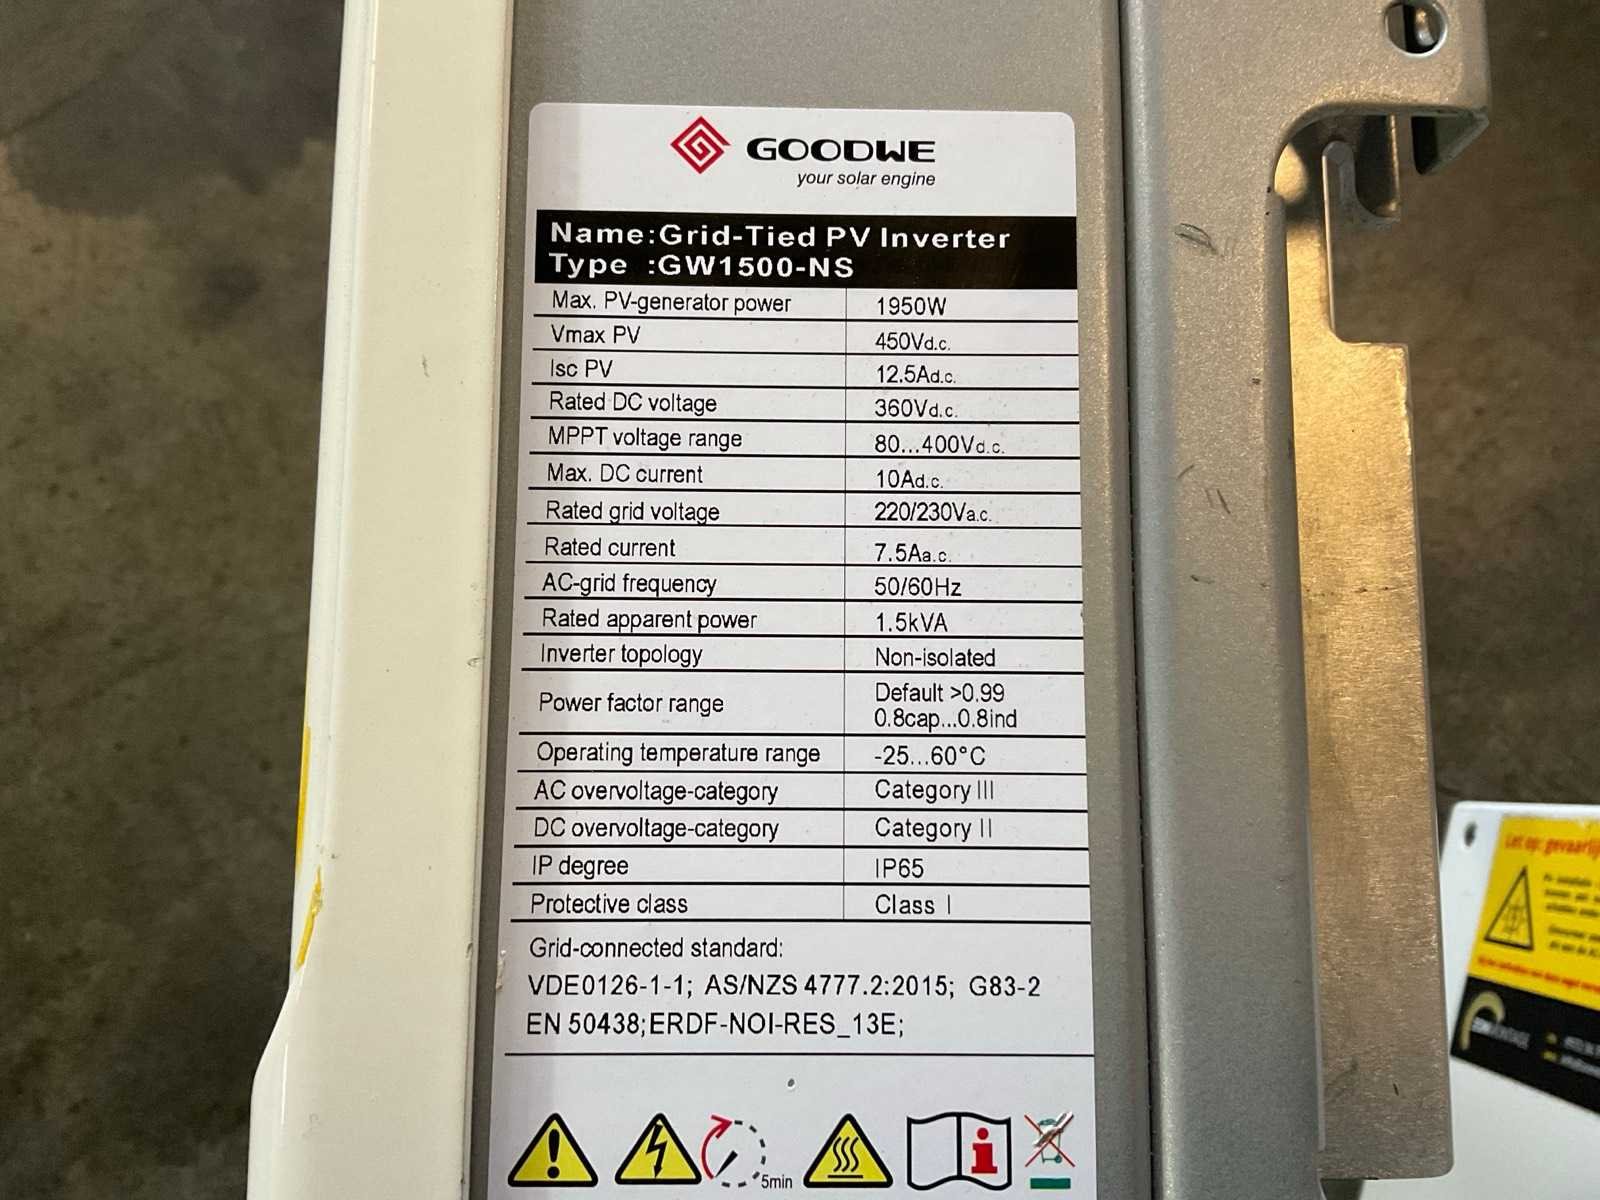 GOODWE
your solar engine
Name:Grid-Tied PV Inverter
Type :GW1500-NS
Max. PV-generator power 1950W
Vmax PV 450Vd.c.
Isc PV 12.5Ad.c.
Rated DC voltage 360Vd.c.
MPPT voltage range 80...400Vd.c.
Max. DC current 10Ad.c.
Rated grid voltage 220/230Va.c.
Rated current 7.5Aa.c.
AC-grid frequency 50/60Hz
Rated apparent power 1.5kVA
Inverter topology Non-isolated
Power factor range Default >0.99
0.8cap...0.8ind
Operating temperature range -25...60°C
AC overvoltage-category Category III
DC overvoltage-category Category II
IP degree IP65
Protective class Class I
Grid-connected standard:
VDE0126-1-1; AS/NZS 4777.2:2015; G83-2
EN 50438;ERDF-NOI-RES_13E;
5min
Let op: gevaarlij